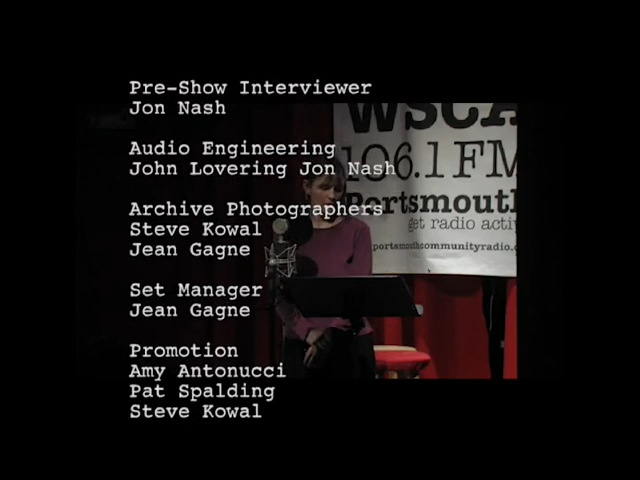 Pre-Show Interviewer
Jon Nash
Audio Engineering
John Lovering Jon Nash
Archive Photographers
Steve Kowal
Jean Gagne
Set Manager
Jean Gagne
Promotion
Amy Antonucci
Pat Spalding
Steve Kowal
WSCA
106.1 FM
Portsmouth
get radio
portsmouthcommunityradio.